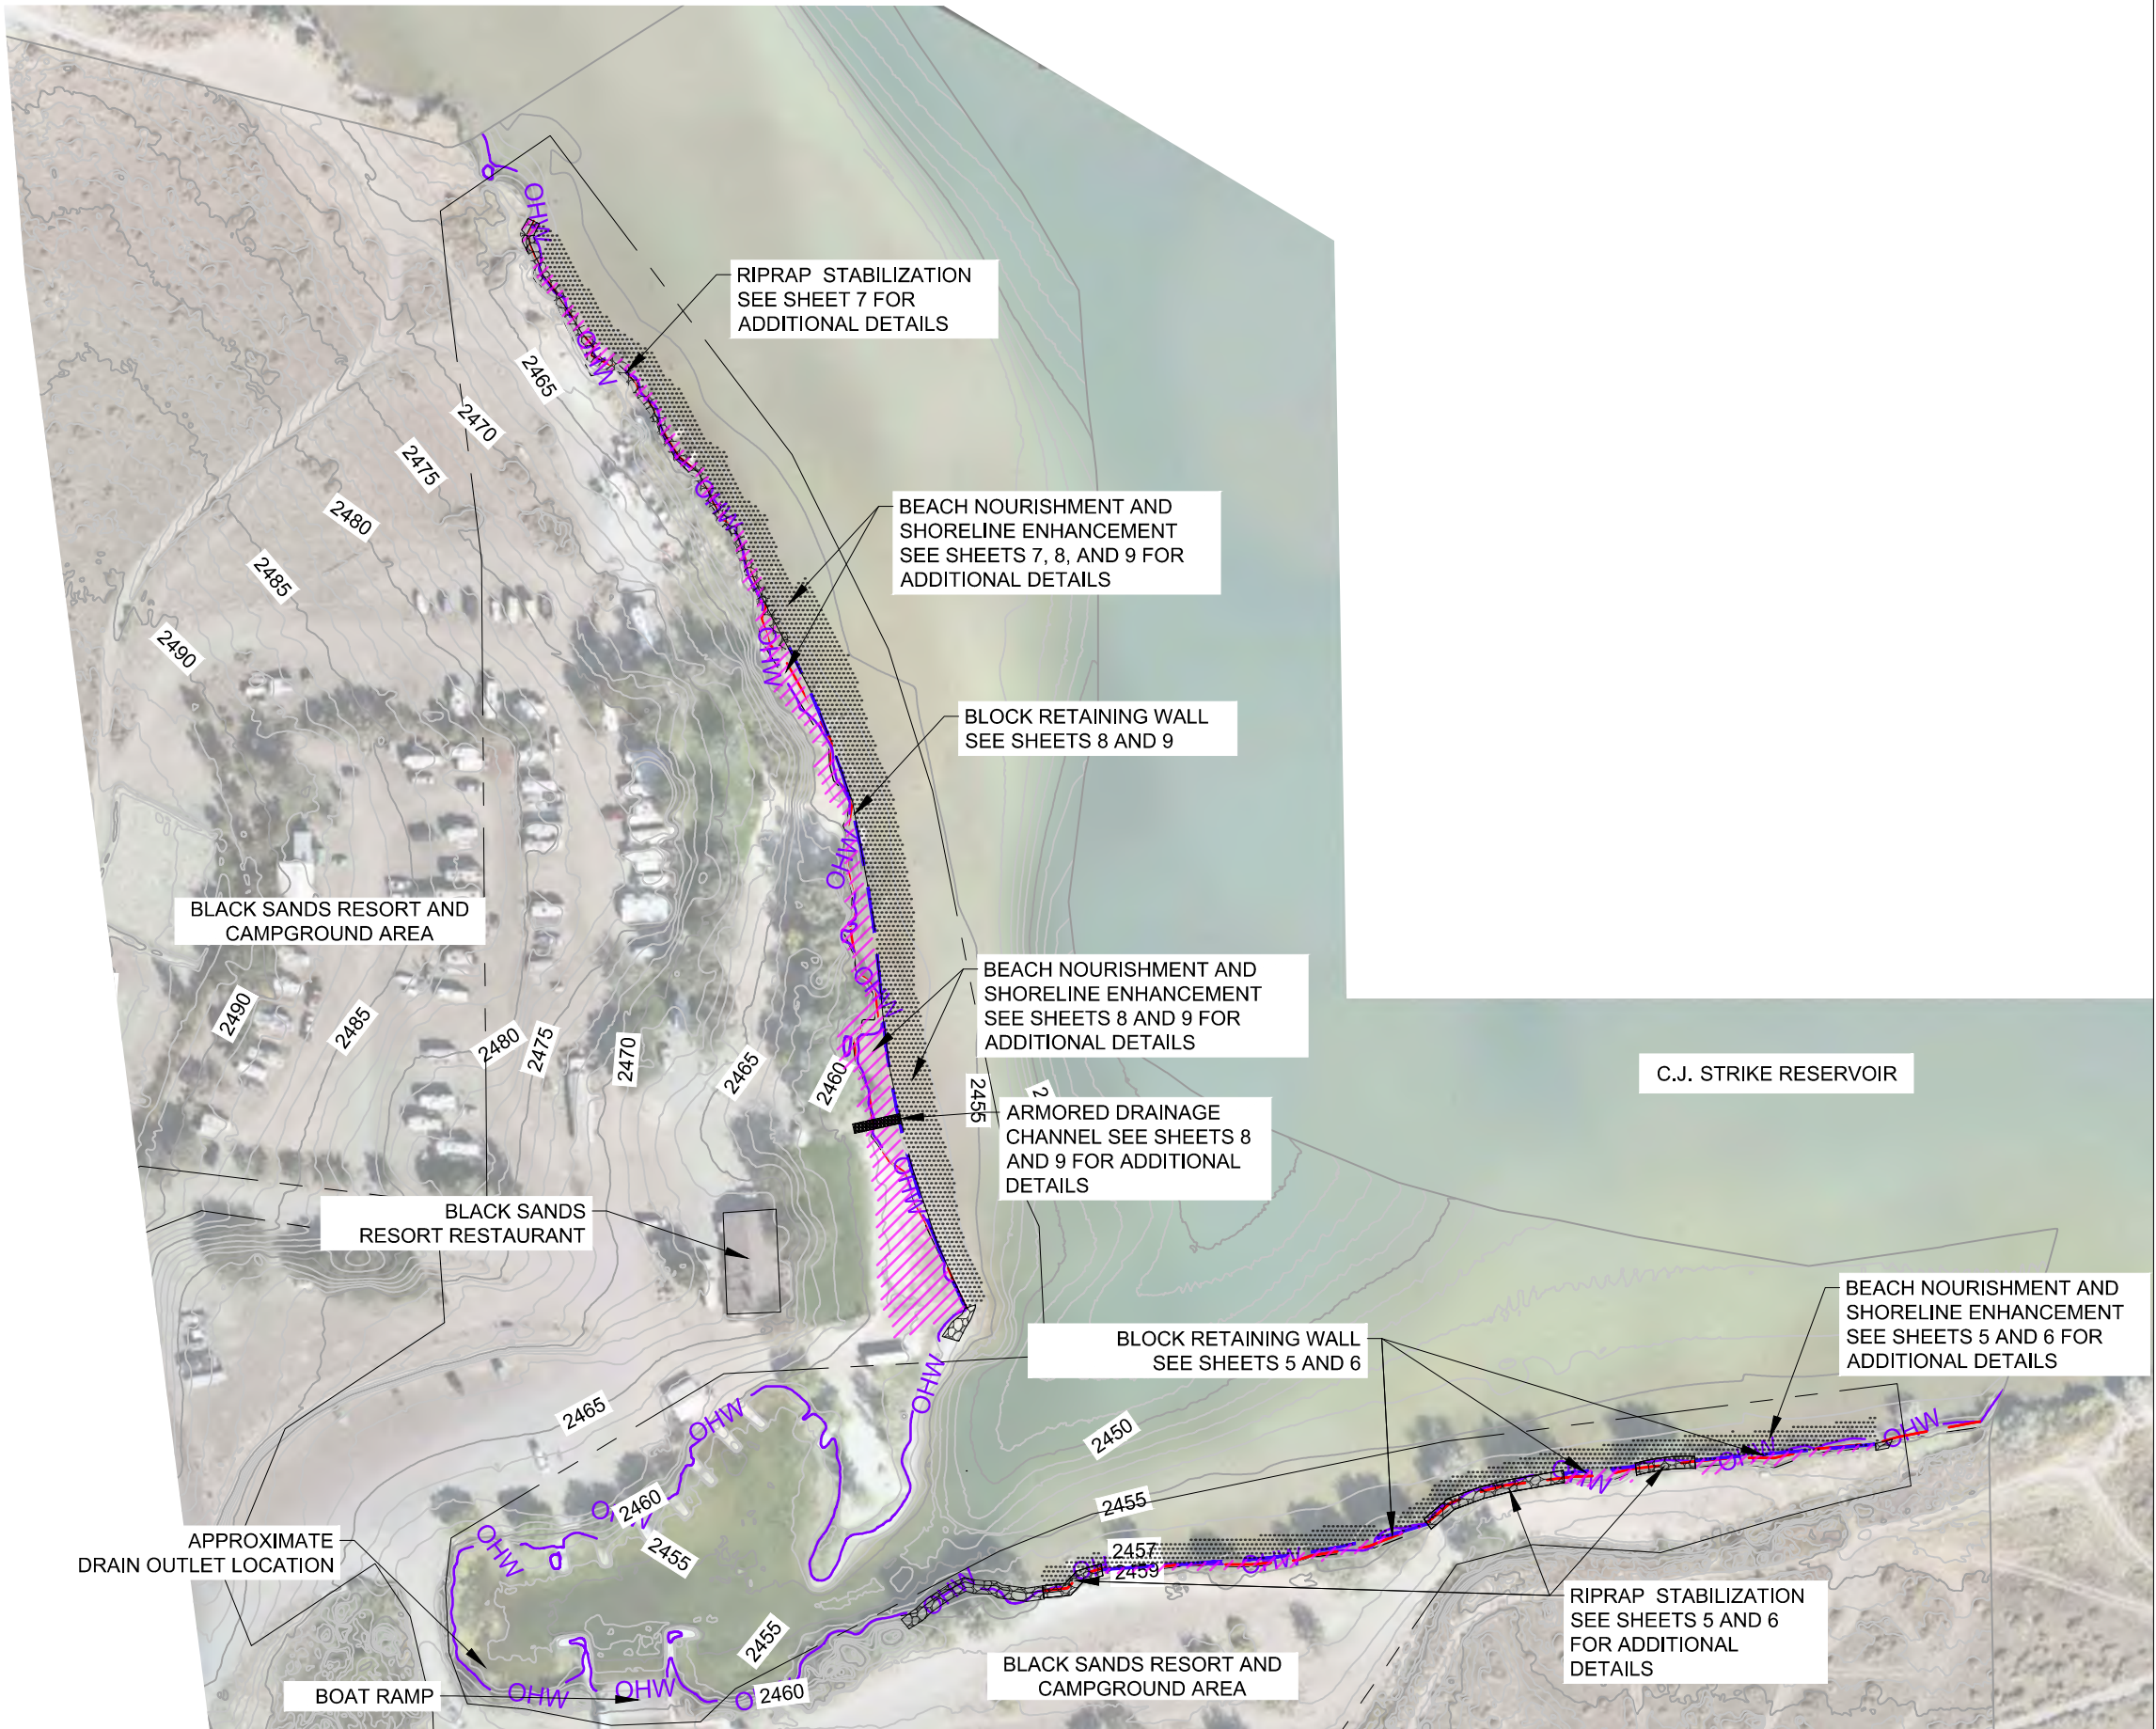 OHW
RIPRAP STABILIZATION
SEE SHEET 7 FOR
ADDITIONAL DETAILS
OHW
2465
2470
2475
2480
2485
2490
OHW
BEACH NOURISHMENT AND
SHORELINE ENHANCEMENT
SEE SHEETS 7, 8, AND 9 FOR
ADDITIONAL DETAILS
OHW
BLOCK RETAINING WALL
SEE SHEETS 8 AND 9
OHW
BLACK SANDS RESORT AND
CAMPGROUND AREA
OHW
BEACH NOURISHMENT AND
SHORELINE ENHANCEMENT
SEE SHEETS 8 AND 9 FOR
ADDITIONAL DETAILS
2490
2485
2480
2475
2470
2465
2460
2455
C.J. STRIKE RESERVOIR
ARMORED DRAINAGE
CHANNEL SEE SHEETS 8
AND 9 FOR ADDITIONAL
DETAILS
OHW
BLACK SANDS
RESORT RESTAURANT
BLOCK RETAINING WALL
SEE SHEETS 5 AND 6
BEACH NOURISHMENT AND
SHORELINE ENHANCEMENT
SEE SHEETS 5 AND 6 FOR
ADDITIONAL DETAILS
OHW
2465
OHW
2450
OHW
OHW
OHW
2460
2455
2455
OHW
APPROXIMATE
DRAIN OUTLET LOCATION
2457
2459
OHW
OHW
RIPRAP STABILIZATION
SEE SHEETS 5 AND 6
FOR ADDITIONAL
DETAILS
2455
BLACK SANDS RESORT AND
CAMPGROUND AREA
BOAT RAMP
OHW
OHW
2460